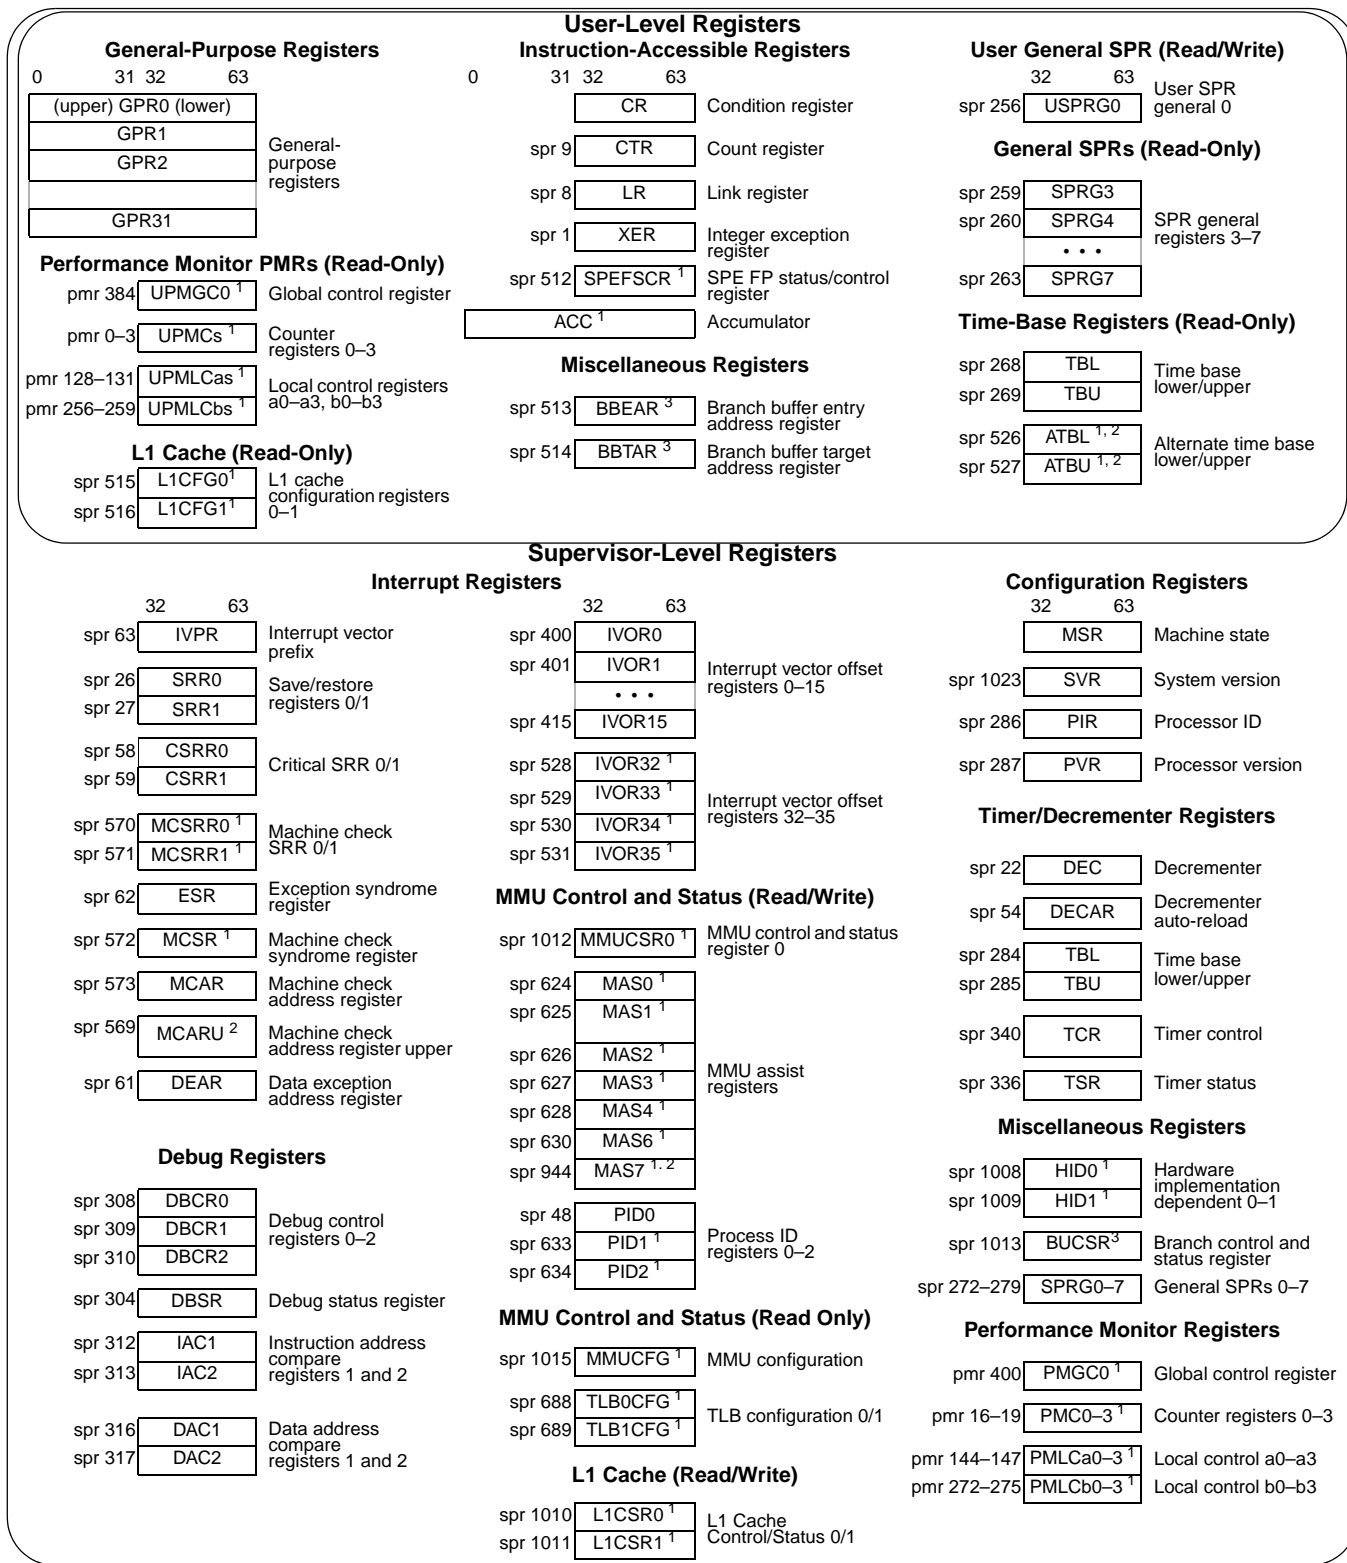 User-Level Registers
General-Purpose Registers
0 31 32 63
(upper) GPR0 (lower)
GPR1
GPR2
GPR31
General-
purpose
registers
Performance Monitor PMRs (Read-Only)
pmr 384 UPMGC0 1 Global control register
pmr 0–3 UPMCs 1 Counter
registers 0–3
pmr 128–131 UPMLCas 1 Local control registers
a0–a3, b0–b3
pmr 256–259 UPMLCbs 1
L1 Cache (Read-Only)
spr 515 L1CFG0 1 L1 cache
configuration registers
0–1
spr 516 L1CFG1 1
Instruction-Accessible Registers
0 31 32 63
CR Condition register
spr 9 CTR Count register
spr 8 LR Link register
spr 1 XER Integer exception
register
spr 512 SPEFSCR 1 SPE FP status/control
register
ACC 1 Accumulator
Miscellaneous Registers
spr 513 BBEAR 3 Branch buffer entry
address register
spr 514 BBTAR 3 Branch buffer target
address register
User General SPR (Read/Write)
32 63
spr 256 USPRG0 User SPR
general 0
General SPRs (Read-Only)
spr 259 SPRG3
spr 260 SPRG4 SPR general
registers 3–7
• • •
spr 263 SPRG7
Time-Base Registers (Read-Only)
spr 268 TBL Time base
lower/upper
spr 269 TBU
spr 526 ATBL 1, 2 Alternate time base
lower/upper
spr 527 ATBU 1, 2
Supervisor-Level Registers
Interrupt Registers
32 63
spr 63 IVPR Interrupt vector
prefix
spr 26 SRR0 Save/restore
registers 0/1
spr 27 SRR1
spr 58 CSRR0 Critical SRR 0/1
spr 59 CSRR1
spr 570 MCSRR0 1 Machine check
SRR 0/1
spr 571 MCSRR1 1
spr 62 ESR Exception syndrome
register
spr 572 MCSR 1 Machine check
syndrome register
spr 573 MCAR Machine check
address register
spr 569 MCARU 2 Machine check
address register upper
spr 61 DEAR Data exception
address register
Debug Registers
spr 308 DBCR0
spr 309 DBCR1 Debug control
registers 0–2
spr 310 DBCR2
spr 304 DBSR Debug status register
spr 312 IAC1 Instruction address
compare
registers 1 and 2
spr 313 IAC2
spr 316 DAC1 Data address
compare
registers 1 and 2
spr 317 DAC2
32 63
spr 400 IVOR0
spr 401 IVOR1 Interrupt vector offset
registers 0–15
• • •
spr 415 IVOR15
spr 528 IVOR32 1
spr 529 IVOR33 1 Interrupt vector offset
registers 32–35
spr 530 IVOR34 1
spr 531 IVOR35 1
MMU Control and Status (Read/Write)
spr 1012 MMUCSR0 1 MMU control and status
register 0
spr 624 MAS0 1
spr 625 MAS1 1
spr 626 MAS2 1
spr 627 MAS3 1 MMU assist
registers
spr 628 MAS4 1
spr 630 MAS6 1
spr 944 MAS7 1. 2
spr 48 PID0
spr 633 PID1 1 Process ID
registers 0–2
spr 634 PID2 1
MMU Control and Status (Read Only)
spr 1015 MMUCFG 1 MMU configuration
spr 688 TLB0CFG 1 TLB configuration 0/1
spr 689 TLB1CFG 1
L1 Cache (Read/Write)
spr 1010 L1CSR0 1 L1 Cache
Control/Status 0/1
spr 1011 L1CSR1 1
Configuration Registers
32 63
MSR Machine state
spr 1023 SVR System version
spr 286 PIR Processor ID
spr 287 PVR Processor version
Timer/Decrementer Registers
spr 22 DEC Decrementer
spr 54 DECAR Decrementer
auto-reload
spr 284 TBL Time base
lower/upper
spr 285 TBU
spr 340 TCR Timer control
spr 336 TSR Timer status
Miscellaneous Registers
spr 1008 HID0 1 Hardware
implementation
dependent 0–1
spr 1009 HID1 1
spr 1013 BUCSR 3 Branch control and
status register
spr 272–279 SPRG0–7 General SPRs 0–7
Performance Monitor Registers
pmr 400 PMGC0 1 Global control register
pmr 16–19 PMC0–3 1 Counter registers 0–3
pmr 144–147 PMLCa0–3 1 Local control a0–a3
pmr 272–275 PMLCb0–3 1 Local control b0–b3